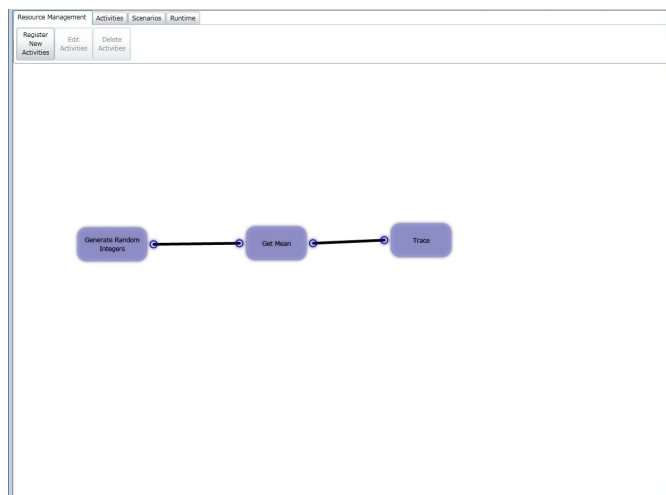 Resource Management Activities Scenarios Runtime
Register
New
Activities
Edit
Activities
Delete
Activities
Generate Random
Integers
Get Mean
Trace